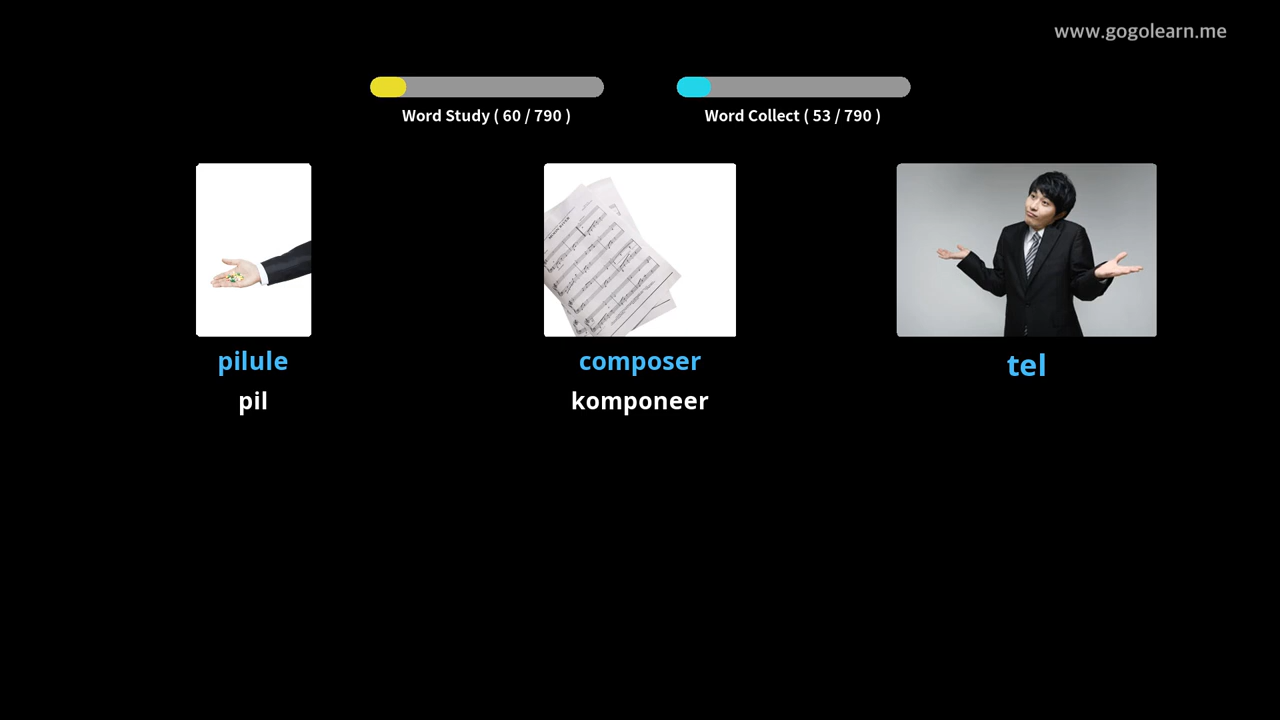 www.gogolearn.me
Word Study ( 60 / 790 )
Word Collect ( 53 / 790 )
pilule
pil
composer
komponeer
tel